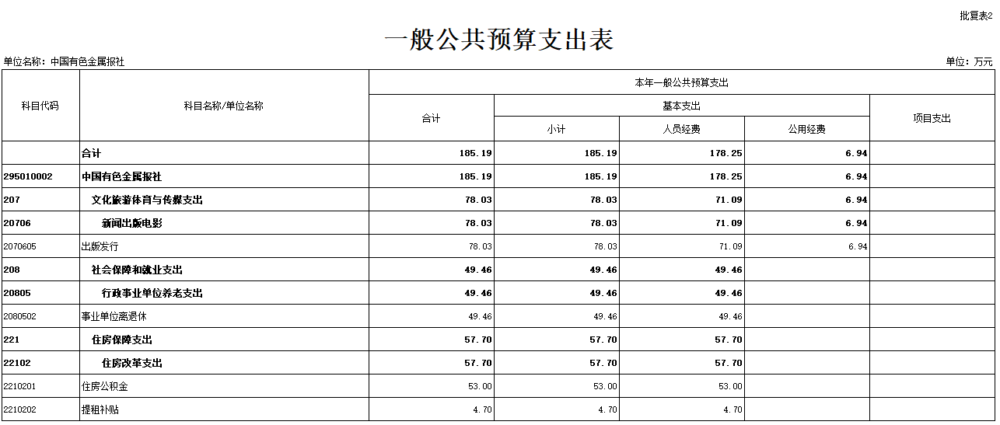 批复表2
一般公共预算支出表
单位名称：中国有色金属报社 单位：万元
科目代码 科目名称/单位名称 本年一般公共预算支出
合计 基本支出 项目支出
小计 人员经费 公用经费
合计 185.19 185.19 178.25 6.94
295010002 中国有色金属报社 185.19 185.19 178.25 6.94
207 文化旅游体育与传媒支出 78.03 78.03 71.09 6.94
20706 新闻出版电影 78.03 78.03 71.09 6.94
2070605 出版发行 78.03 78.03 71.09 6.94
208 社会保障和就业支出 49.46 49.46 49.46
20805 行政事业单位养老支出 49.46 49.46 49.46
2080502 事业单位离退休 49.46 49.46 49.46
221 住房保障支出 57.70 57.70 57.70
22102 住房改革支出 57.70 57.70 57.70
2210201 住房公积金 53.00 53.00 53.00
2210202 提租补贴 4.70 4.70 4.70